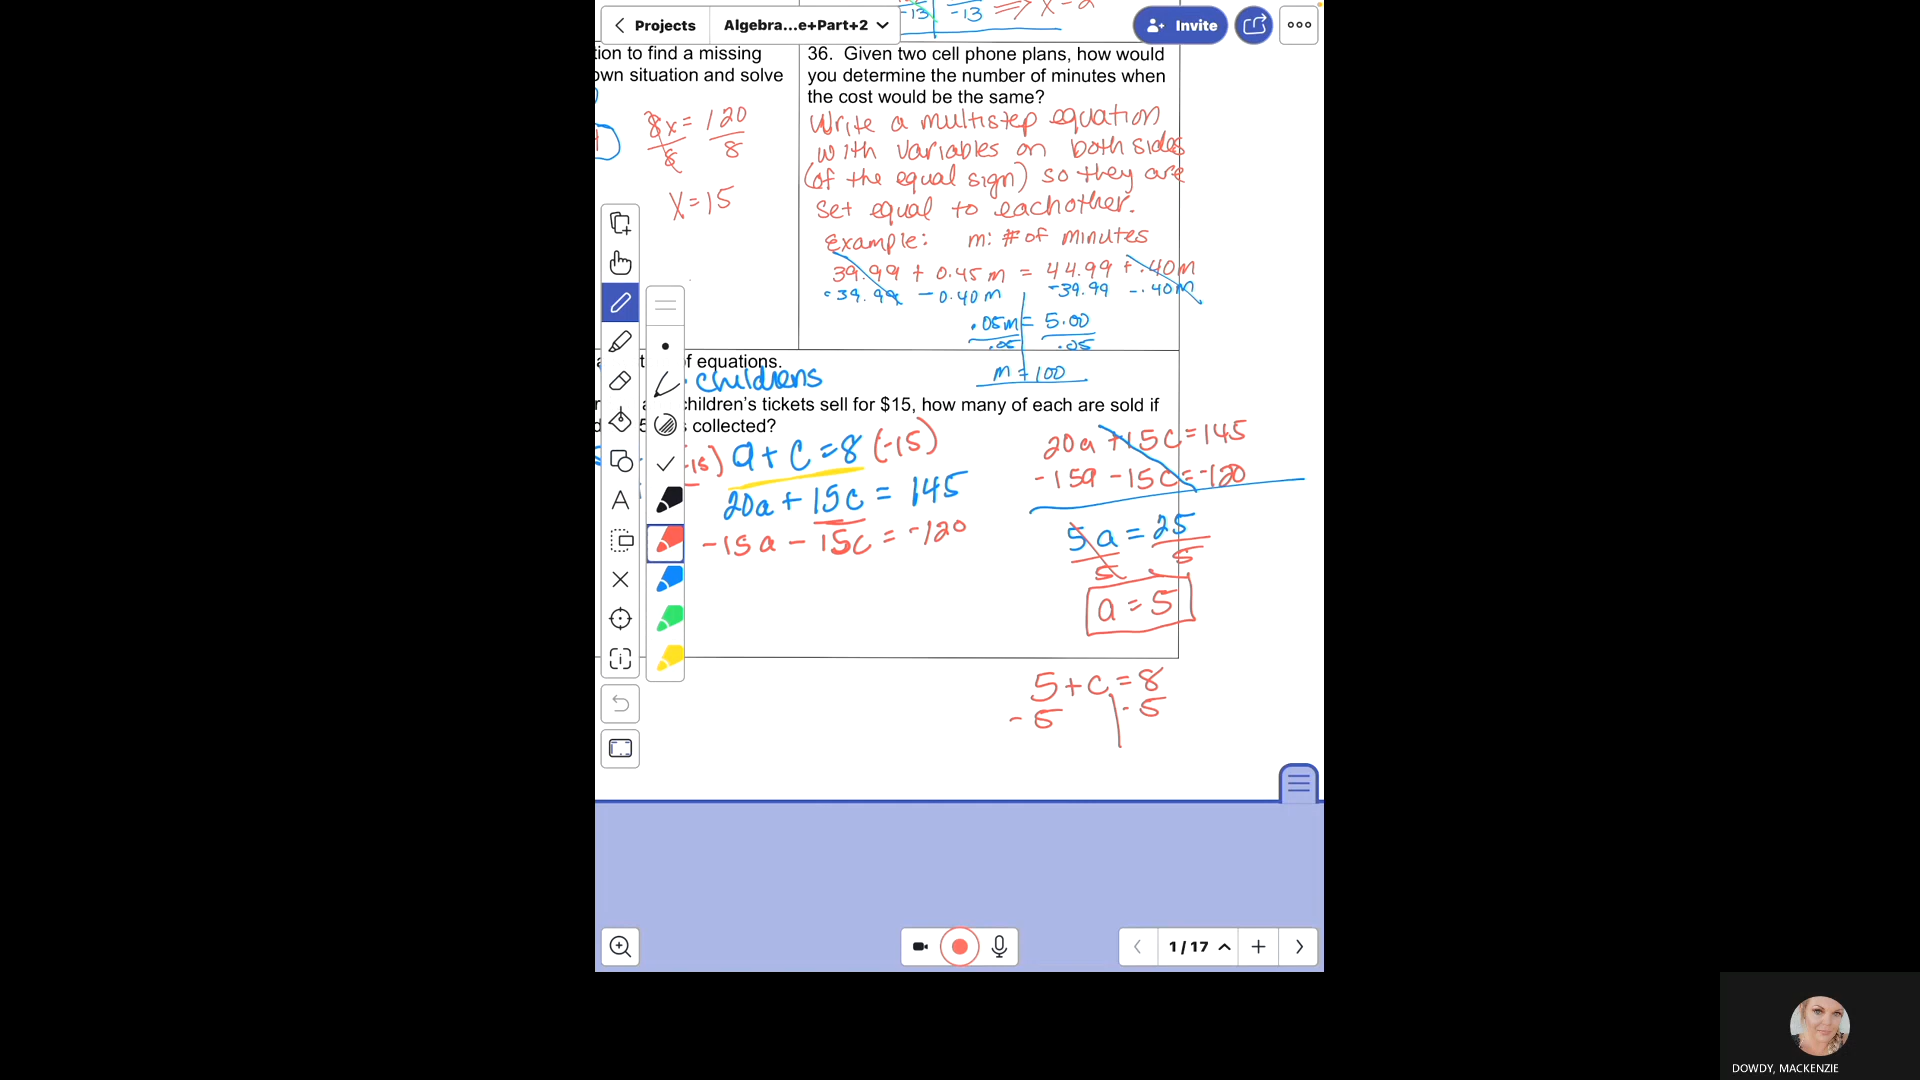 -13 -13 => x = 2
Projects Algebra...e+Part+2 Invite
tion to find a missing
own situation and solve
8x = 120
8 8
x = 15
36. Given two cell phone plans, how would
you determine the number of minutes when
the cost would be the same?
Write a multistep equation
with variables on both sides
(of the equal sign) so they are
set equal to eachother.
Example: m: # of minutes
39.99 + 0.45m = 44.99 + .40m
-39.99 -0.40m -39.99 -.40m
.05m = 5.00
.05 .05
m = 100
f equations.
childrens
children's tickets sell for $15, how many of each are sold if
collected?
-15) a + c = 8 (-15)
20a + 15c = 145
-15a - 15c = -120
20a + 15c = 145
-15a - 15c = -120
5a = 25
5 5
a = 5
5 + c = 8
-5 -5
A
1 / 17
DOWDY, MACKENZIE